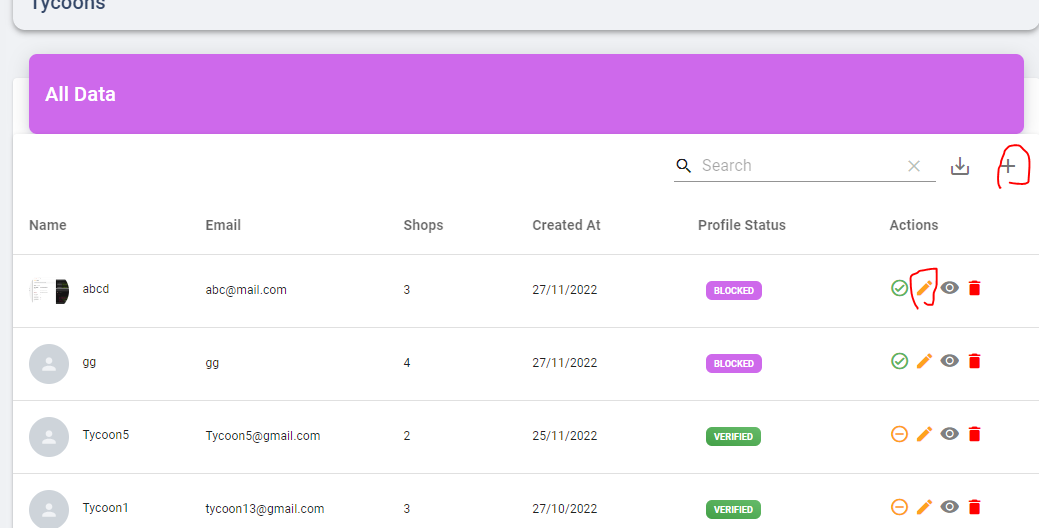 Tycoons
All Data
Search
Name Email Shops Created At Profile Status Actions
abcd abc@mail.com 3 27/11/2022 BLOCKED
gg gg 4 27/11/2022 BLOCKED
Tycoon5 Tycoon5@gmail.com 2 25/11/2022 VERIFIED
Tycoon1 tycoon13@gmail.com 3 27/10/2022 VERIFIED